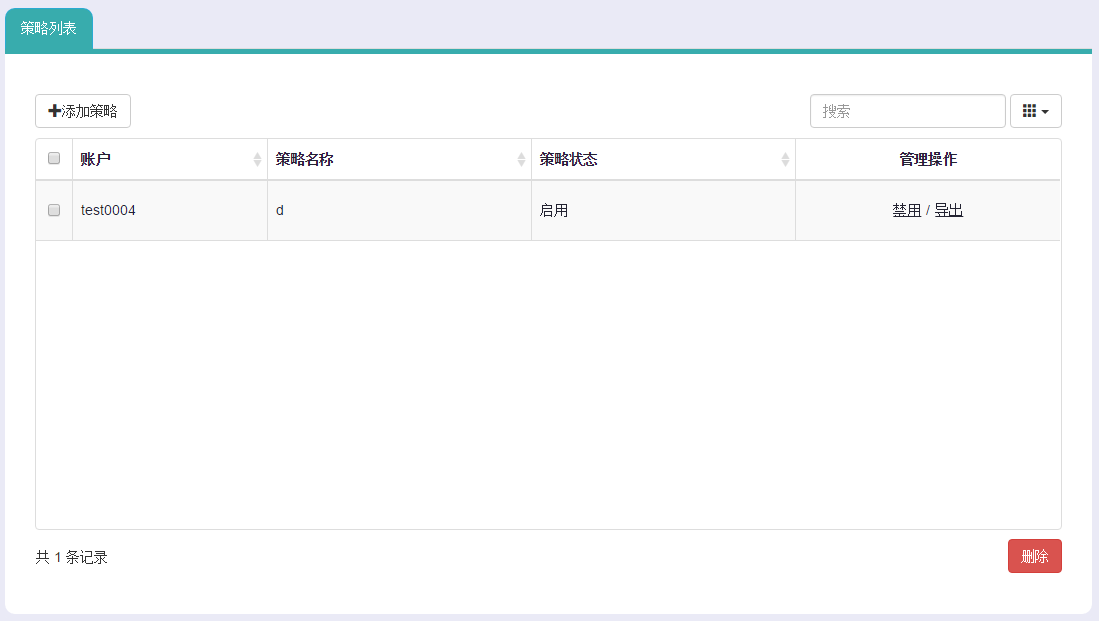 策略列表
添加策略
搜索
账户 策略名称 策略状态 管理操作
test0004 d 启用 禁用 / 导出
共 1 条记录 删除